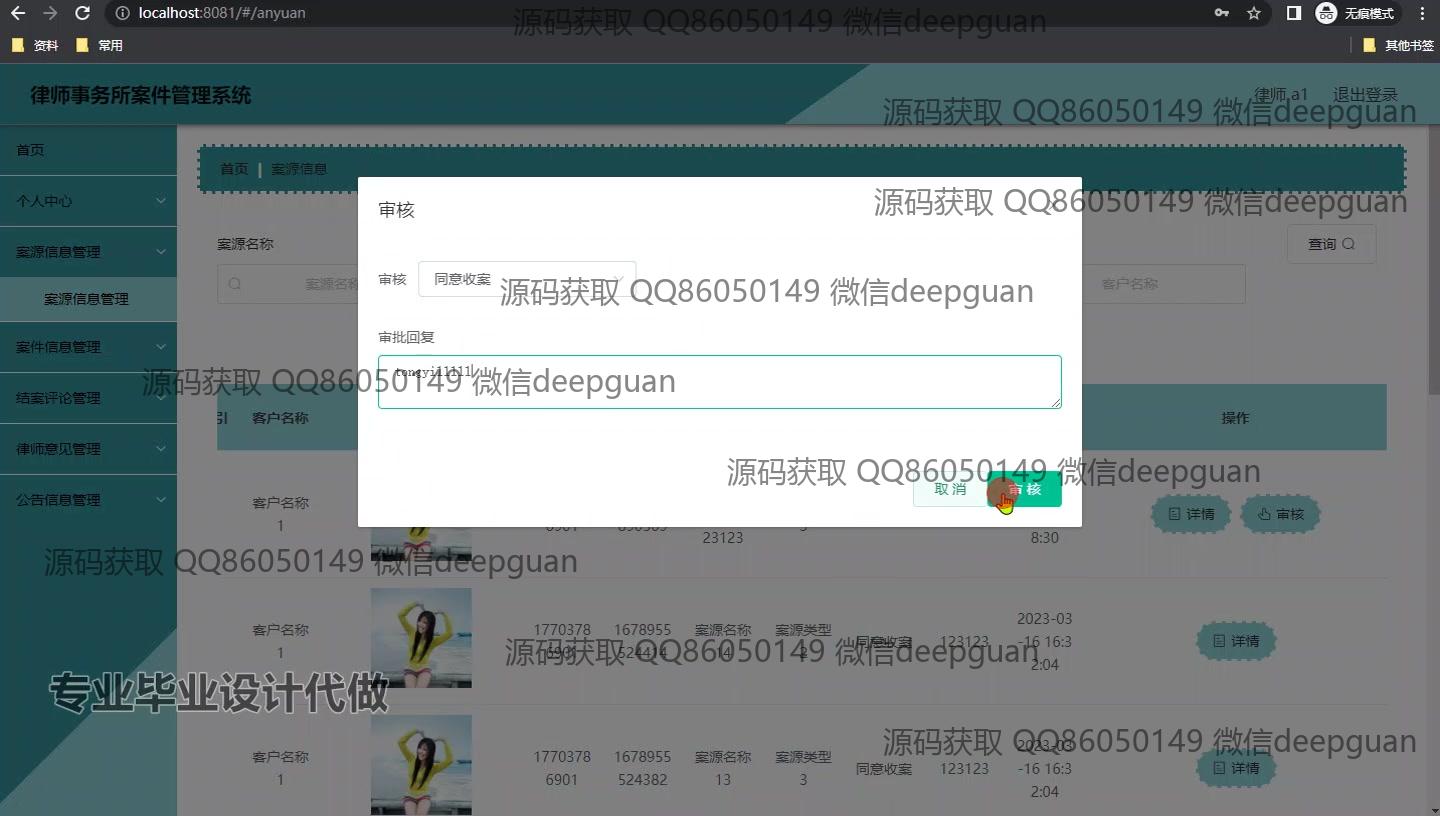 localhost:8081/#/anyuan
无痕模式
资料
常用
其他书签
源码获取 QQ86050149 微信deepguan
律师事务所案件管理系统
律师 a1
退出登录
源码获取 QQ86050149 微信deepguan
首页
个人中心
案源信息管理
案源信息管理
案件信息管理
结案评论管理
律师意见管理
公告信息管理
首页
案源信息
源码获取 QQ86050149 微信deepguan
案源名称
案源名称
客户名称
查询
审核
审核
同意收案
源码获取 QQ86050149 微信deepguan
审批回复
源码获取 QQ86050149 微信deepguan
源码获取 QQ86050149 微信deepguan
取消
审核
客户名称
操作
客户名称
1
23123
8:30
详情
审核
源码获取 QQ86050149 微信deepguan
客户名称
1
1770378
6901
1678955
524414
案源名称
14
案源类型
2
同意收案
123123
2023-03
-16 16:3
2:04
详情
源码获取 QQ86050149 微信deepguan
专业毕业设计代做
客户名称
1
1770378
6901
1678955
524382
案源名称
13
案源类型
3
同意收案
123123
2023-03
-16 16:3
2:04
详情
源码获取 QQ86050149 微信deepguan